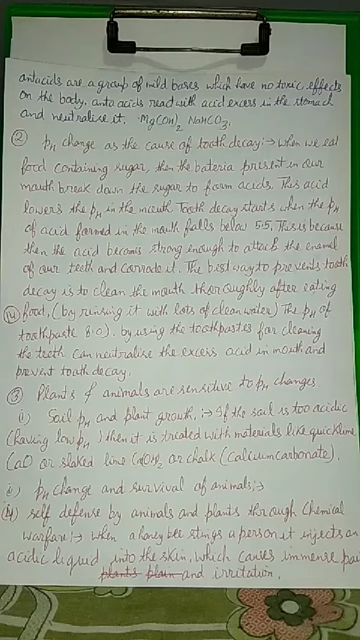 antacids are a group of mild bases which have no toxic effects
on the body. anta acids react with acid excess in the stomach
and neutralise it. Mg(OH)2 NaHCO3.
② PH change as the cause of tooth decay:→ when we eat
food containing sugar, then the bateria present in our
mouth break down the sugar to form acids. This acid
lowers the PH in the mouth. Tooth decay starts when the PH
of acid formed in the mouth falls below 5.5. This is because
then the acid becoms strong enough to attack the enamel
of our teeth and corrode it. The best way to prevents tooth
decay is to clean the mouth thoroughly after eating
food, (by rinsing it with lots of clean water) The PH of
toothpaste 8.0). by using the toothpastes for cleaning
the teeth can neutralise the excess acid in mouth and
prevent tooth decay.
③ Plants & animals are sensctive to PH changes
i) Soil PH and plant growth. :→ If the soil is too acidic
(having low PH) then it is treated with materials like quicklime
(aO or slaked lime (a(OH)2 or chalk (calcium carbonate).
ii) PH change and survival of animals;→
self defense by animals and plants through chemical
warfare:→ when a honey bee stings a person it injects an
acidic liquid into the skin, which causes immense pain
and irritation.